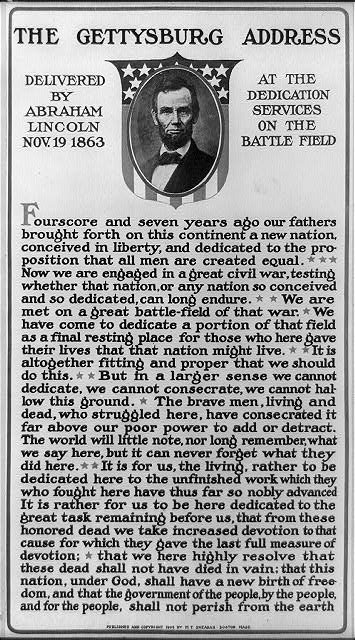 THE GETTYSBURG ADDRESS
DELIVERED
BY
ABRAHAM
LINCOLN
NOV. 19 1863
AT THE
DEDICATION
SERVICES
ON THE
BATTLE FIELD
Fourscore and seven years ago our fathers
brought forth on this continent a new nation,
conceived in liberty, and dedicated to the pro-
position that all men are created equal. ★ ★ ★
Now we are engaged in a great civil war, testing
whether that nation, or any nation so conceived
and so dedicated, can long endure. ★ ★ We are
met on a great battle-field of that war. ★ We
have come to dedicate a portion of that field
as a final resting place for those who here gave
their lives that that nation might live. ★ ★ It is
altogether fitting and proper that we should
do this. ★ ★ But in a larger sense we cannot
dedicate, we cannot consecrate, we cannot hal-
low this ground. ★ The brave men, living and
dead, who struggled here, have consecrated it
far above our poor power to add or detract.
The world will little note, nor long remember, what
we say here, but it can never forget what they
did here. ★ ★ It is for us, the living, rather to be
dedicated here to the unfinished work which they
who fought here have thus far so nobly advanced
It is rather for us to be here dedicated to the
great task remaining before us, that from these
honored dead we take increased devotion to that
cause for which they gave the last full measure of
devotion; ★ that we here highly resolve that
these dead shall not have died in vain; that this
nation, under God, shall have a new birth of free-
dom, and that the government of the people, by the people,
and for the people, shall not perish from the earth
PUBLISHED AND COPYRIGHT BY M.T. SHEAHAN BOSTON MASS.